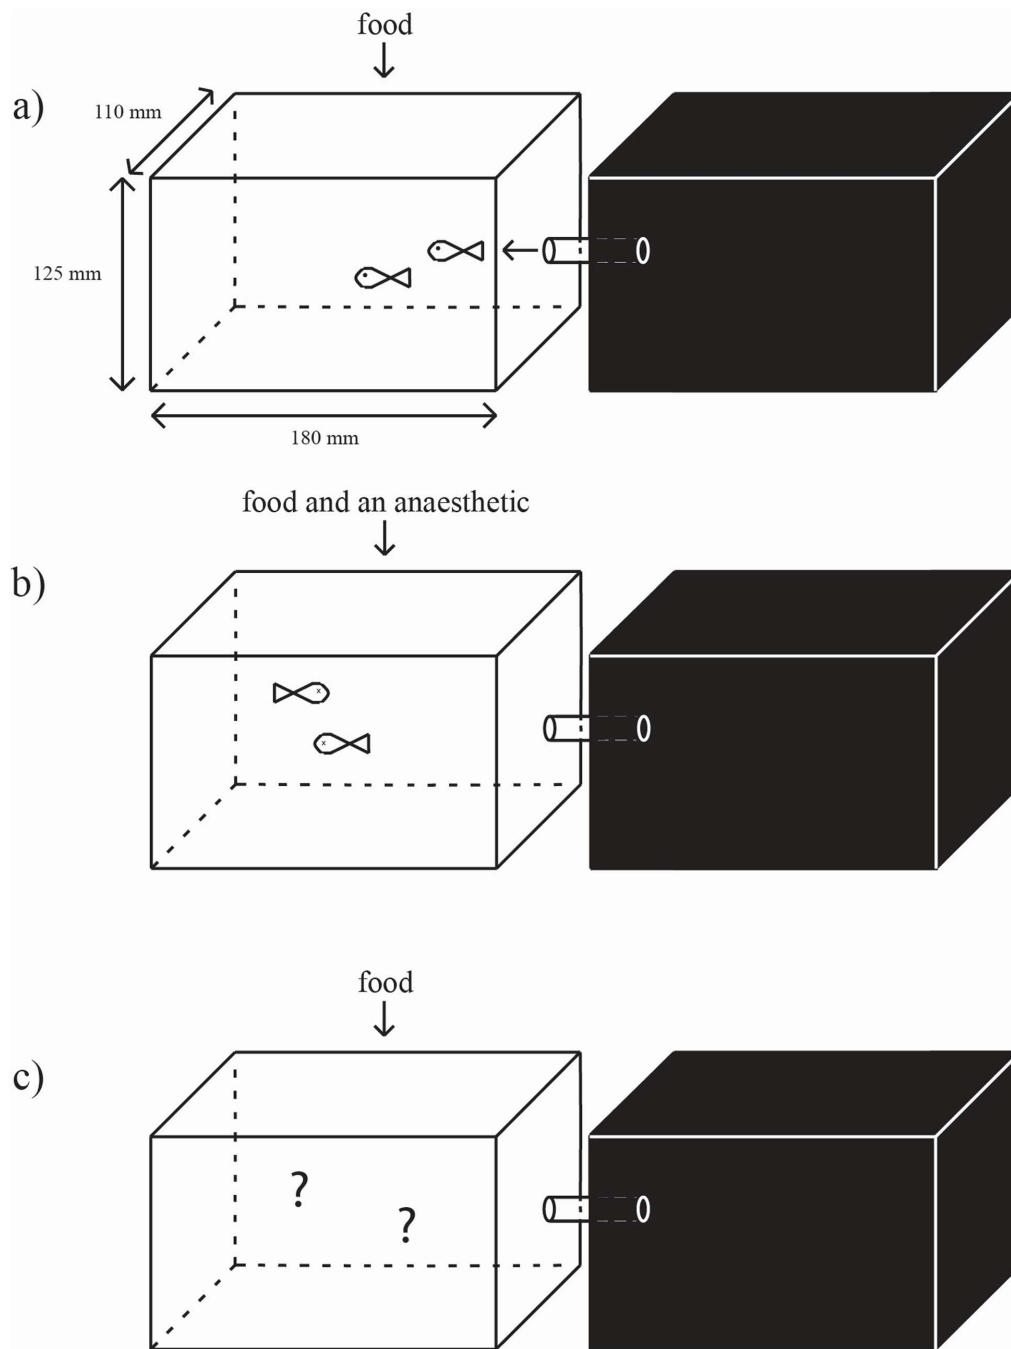 food
a)
110 mm
125 mm
180 mm
food and an anaesthetic
b)
x
x
food
c)
?
?